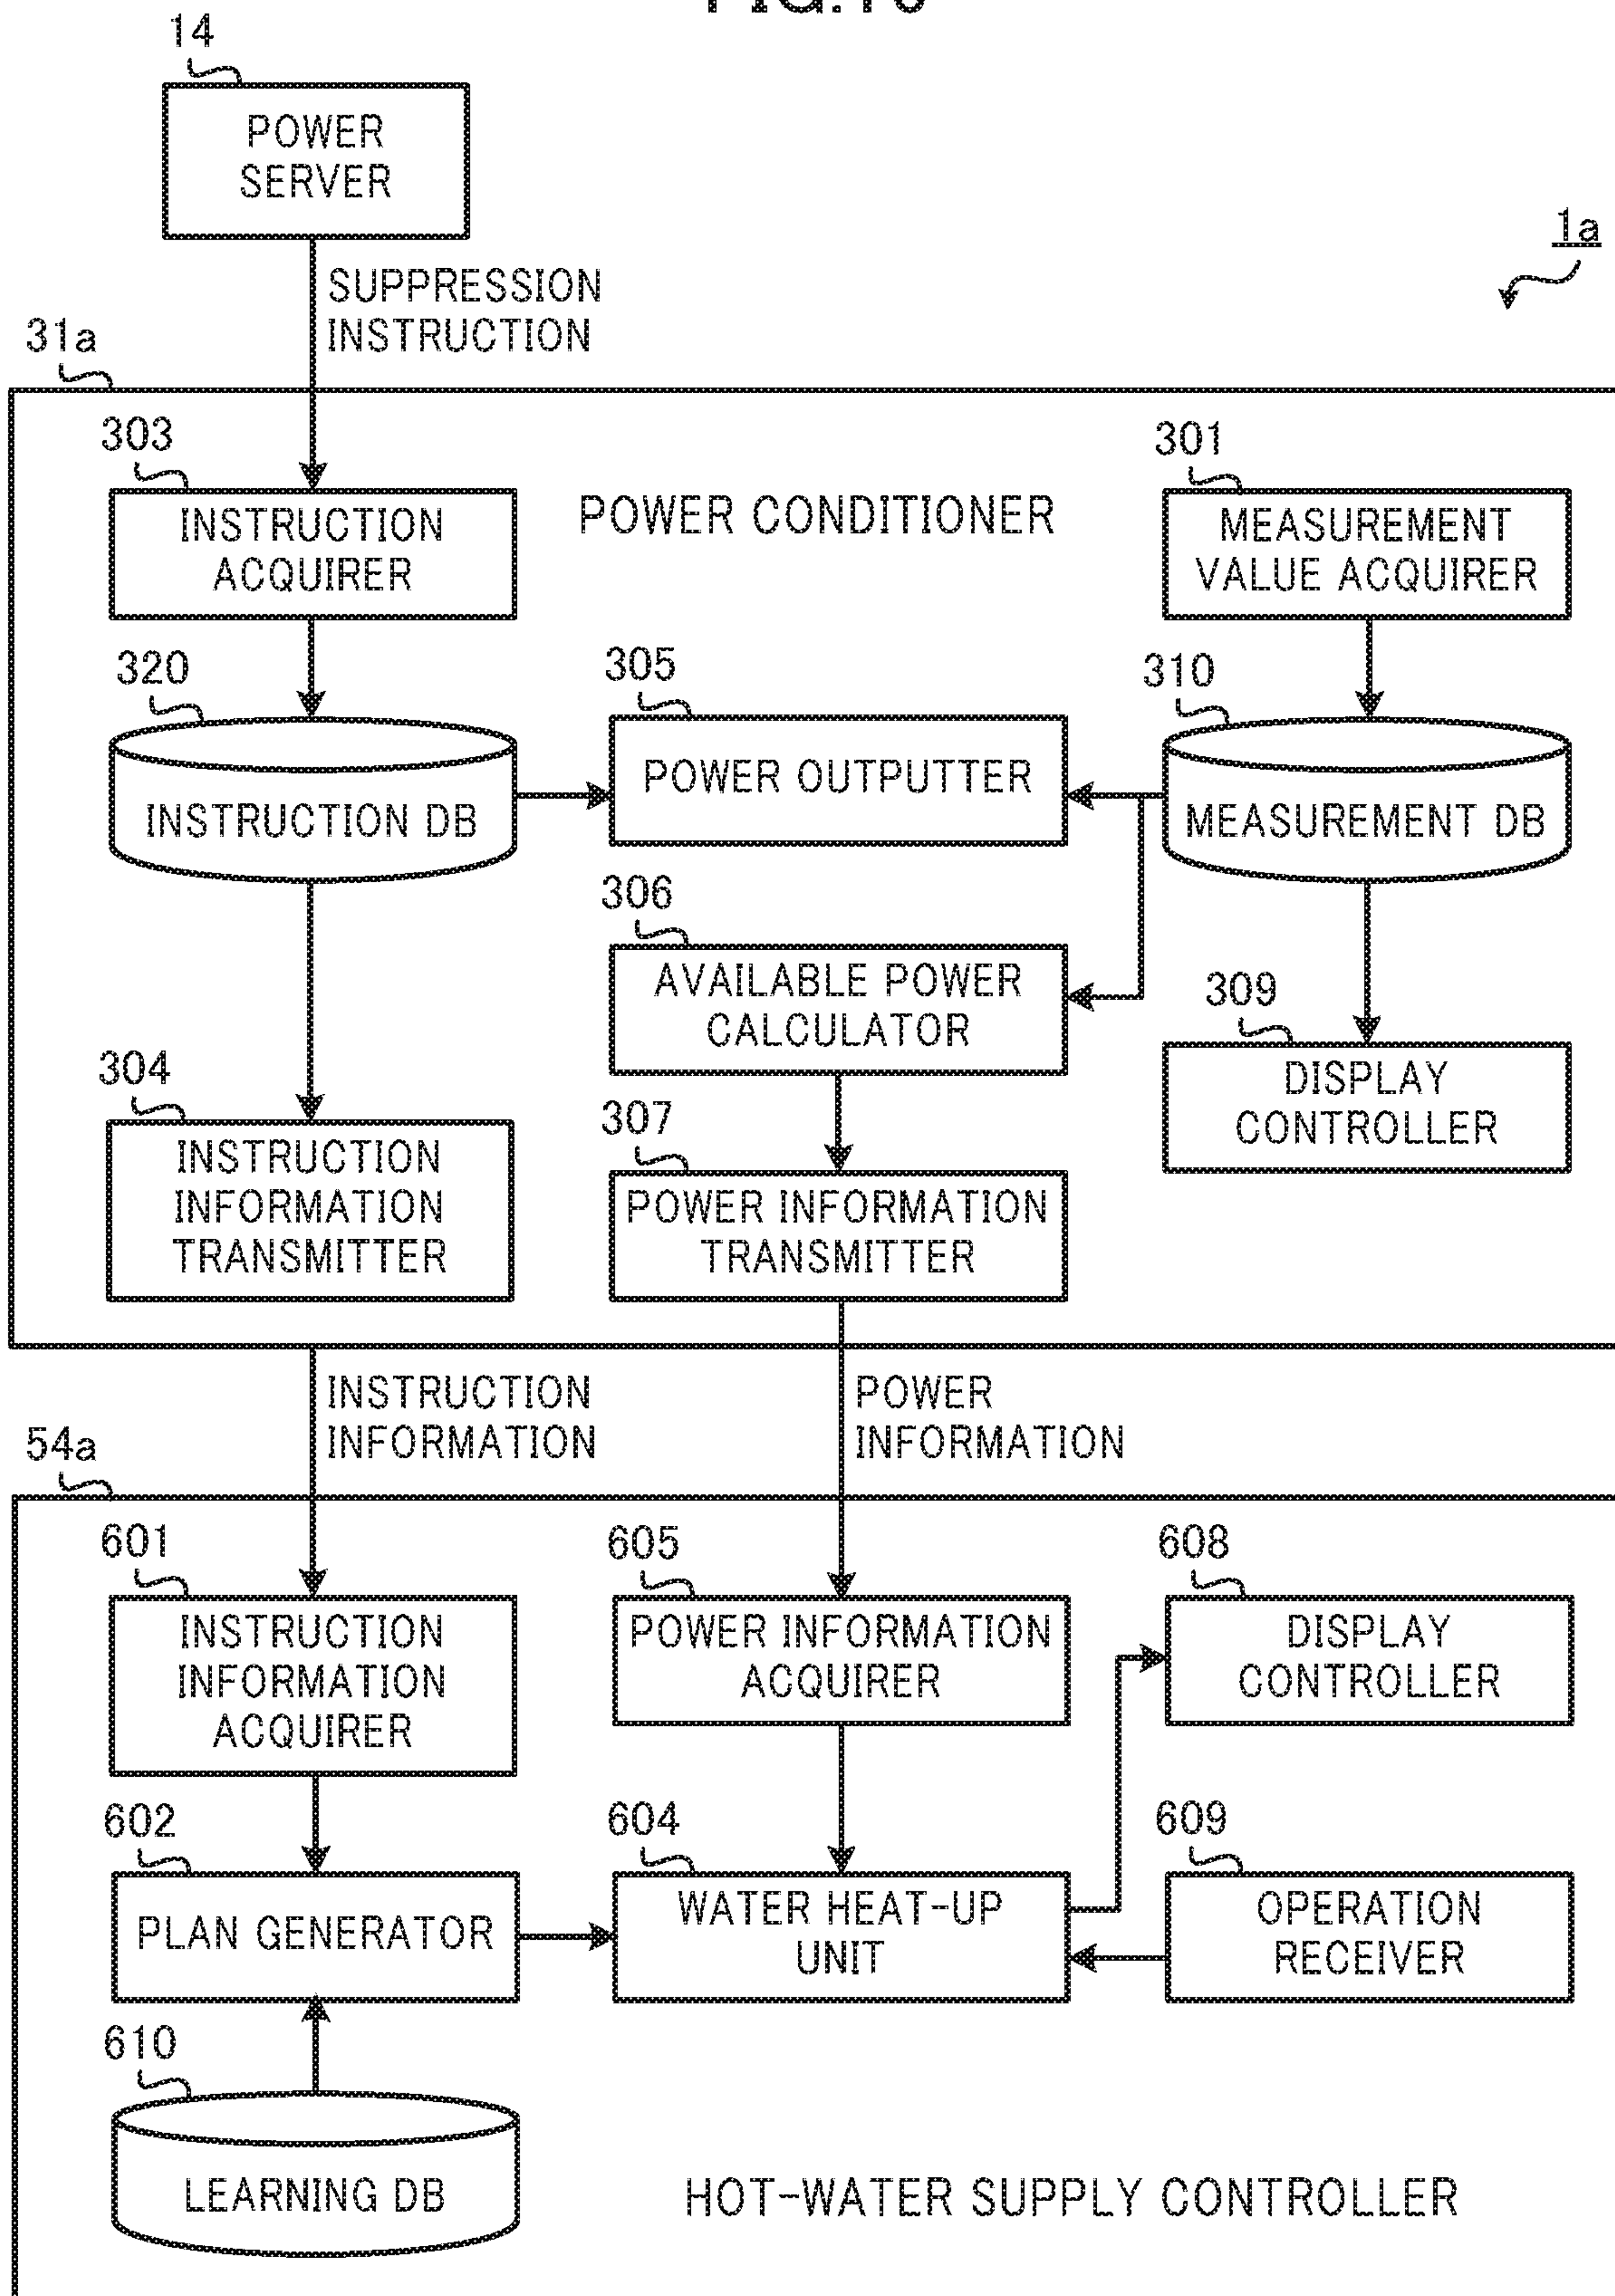 14
POWER
SERVER
1a
SUPPRESSION
INSTRUCTION
31a
303
INSTRUCTION
ACQUIRER
POWER CONDITIONER
301
MEASUREMENT
VALUE ACQUIRER
320
INSTRUCTION DB
305
POWER OUTPUTTER
310
MEASUREMENT DB
306
AVAILABLE POWER
CALCULATOR
309
DISPLAY
CONTROLLER
304
INSTRUCTION
INFORMATION
TRANSMITTER
307
POWER INFORMATION
TRANSMITTER
INSTRUCTION
INFORMATION
POWER
INFORMATION
54a
601
INSTRUCTION
INFORMATION
ACQUIRER
605
POWER INFORMATION
ACQUIRER
608
DISPLAY
CONTROLLER
602
PLAN GENERATOR
604
WATER HEAT-UP
UNIT
609
OPERATION
RECEIVER
610
LEARNING DB
HOT-WATER SUPPLY CONTROLLER